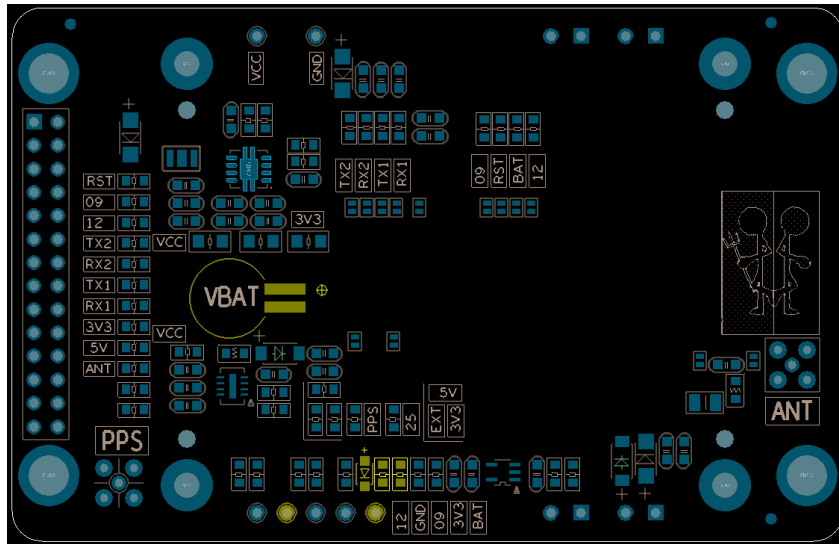 VCC
GND
TX2
RX2
TX1
RX1
09
RST
BAT
12
RST
09
12
TX2
VCC
3V3
RX2
TX1
RX1
3V3
5V
ANT
VBAT
VCC
5V
PPS
25
EXT
3V3
ANT
PPS
12
GND
09
3V3
BAT